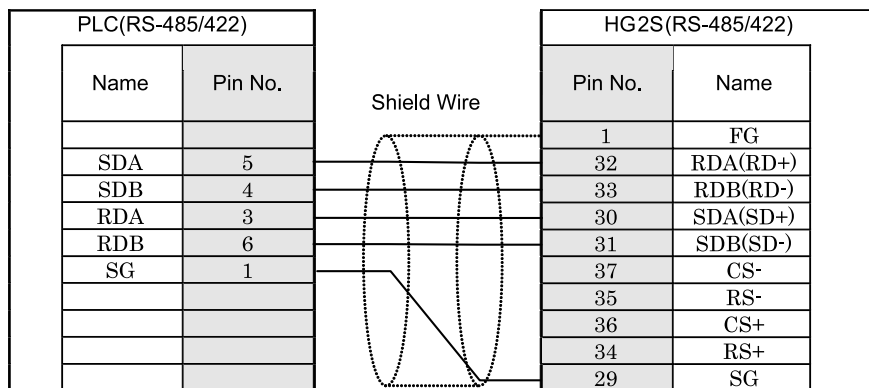 PLC(RS-485/422) HG2S(RS-485/422)
Name Pin No. Shield Wire Pin No. Name
1 FG
SDA 5 32 RDA(RD+)
SDB 4 33 RDB(RD-)
RDA 3 30 SDA(SD+)
RDB 6 31 SDB(SD-)
SG 1 37 CS-
35 RS-
36 CS+
34 RS+
29 SG